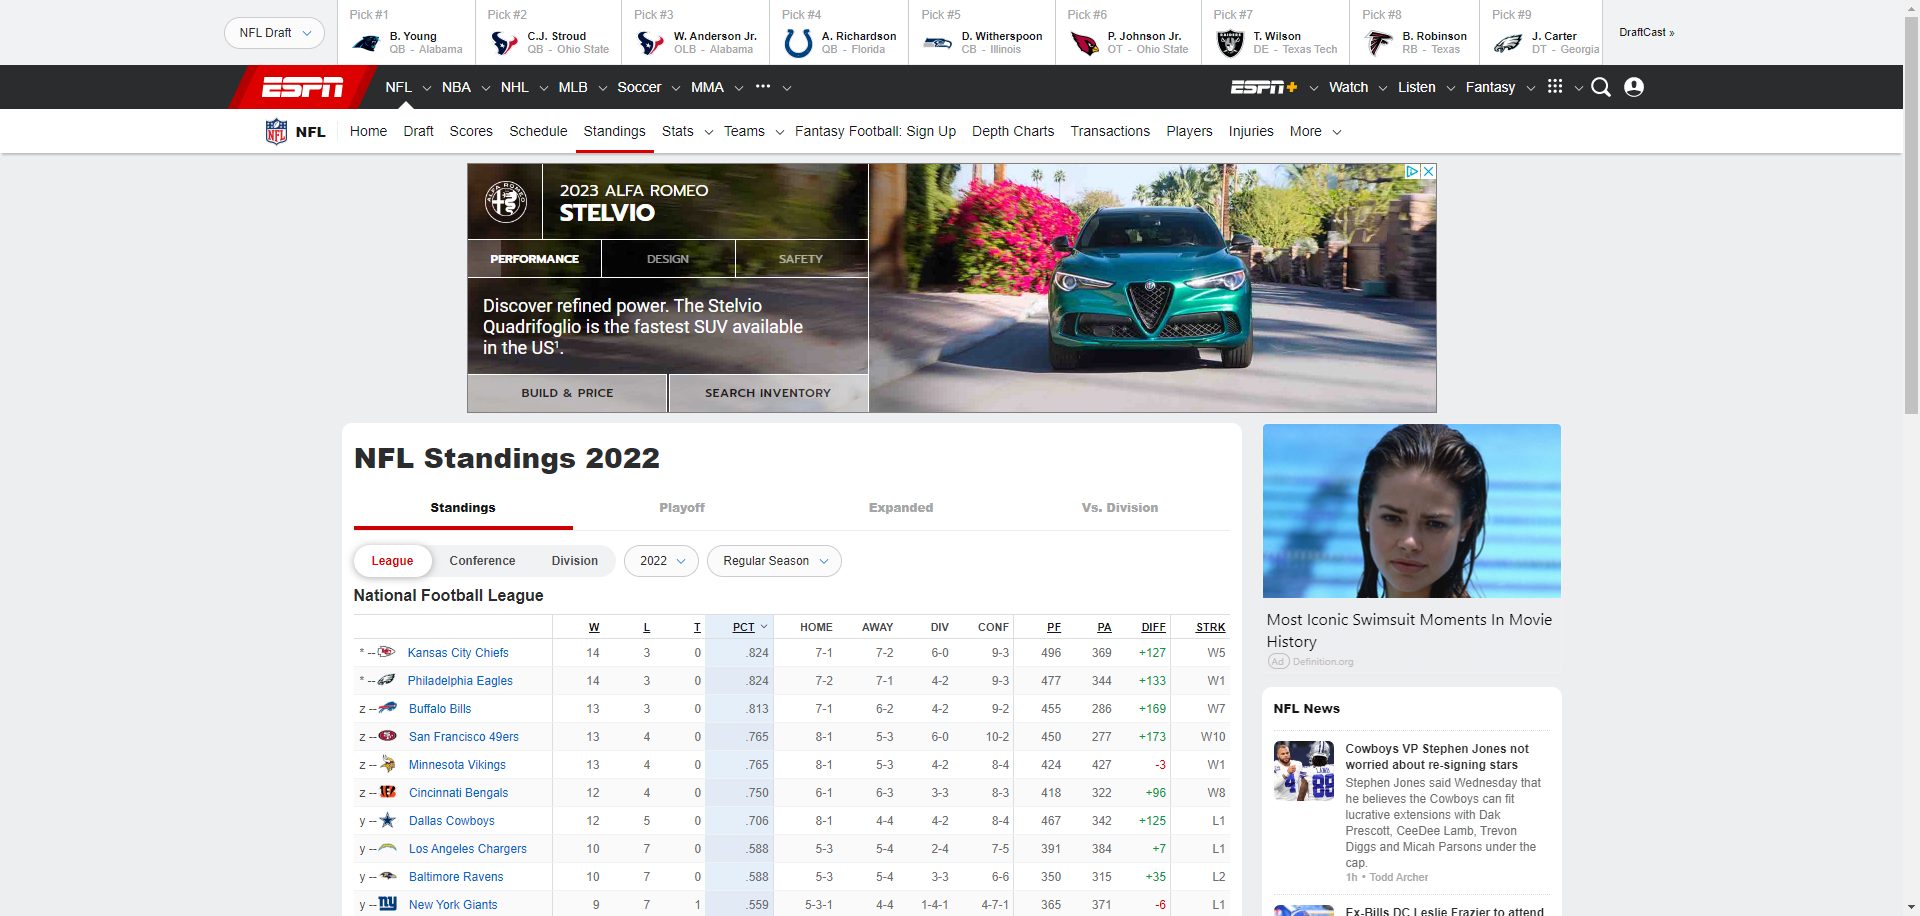 NFL Draft
Pick #1
B. Young
QB - Alabama
Pick #2
C.J. Stroud
QB - Ohio State
Pick #3
W. Anderson Jr.
OLB - Alabama
Pick #4
A. Richardson
QB - Florida
Pick #5
D. Witherspoon
CB - Illinois
Pick #6
P. Johnson Jr.
OT - Ohio State
Pick #7
T. Wilson
DE - Texas Tech
Pick #8
B. Robinson
RB - Texas
Pick #9
J. Carter
DT - Georgia
DraftCast »
ESPN NFL NBA NHL MLB Soccer MMA ••• ESPN+ Watch Listen Fantasy
NFL Home Draft Scores Schedule Standings Stats Teams Fantasy Football: Sign Up Depth Charts Transactions Players Injuries More
2023 ALFA ROMEO
STELVIO
PERFORMANCE DESIGN SAFETY
Discover refined power. The Stelvio
Quadrifoglio is the fastest SUV available
in the US¹.
BUILD & PRICE SEARCH INVENTORY
NFL Standings 2022
Standings Playoff Expanded Vs. Division
League Conference Division 2022 Regular Season
National Football League
W L T PCT HOME AWAY DIV CONF PF PA DIFF STRK
* -- Kansas City Chiefs 14 3 0 .824 7-1 7-2 6-0 9-3 496 369 +127 W5
* -- Philadelphia Eagles 14 3 0 .824 7-2 7-1 4-2 9-3 477 344 +133 W1
z -- Buffalo Bills 13 3 0 .813 7-1 6-2 4-2 9-2 455 286 +169 W7
z -- San Francisco 49ers 13 4 0 .765 8-1 5-3 6-0 10-2 450 277 +173 W10
z -- Minnesota Vikings 13 4 0 .765 8-1 5-3 4-2 8-4 424 427 -3 W1
z -- Cincinnati Bengals 12 4 0 .750 6-1 6-3 3-3 8-3 418 322 +96 W8
y -- Dallas Cowboys 12 5 0 .706 8-1 4-4 4-2 8-4 467 342 +125 L1
y -- Los Angeles Chargers 10 7 0 .588 5-3 5-4 2-4 7-5 391 384 +7 L1
y -- Baltimore Ravens 10 7 0 .588 5-3 5-4 3-3 6-6 350 315 +35 L2
y -- New York Giants 9 7 1 .559 5-3-1 4-4 1-4-1 4-7-1 365 371 -6 L1
Most Iconic Swimsuit Moments In Movie
History
Ad Definition.org
NFL News
Cowboys VP Stephen Jones not
worried about re-signing stars
Stephen Jones said Wednesday that
he believes the Cowboys can fit
lucrative extensions with Dak
Prescott, CeeDee Lamb, Trevon
Diggs and Micah Parsons under the
cap.
1h • Todd Archer
Ex-Bills DC Leslie Frazier to attend